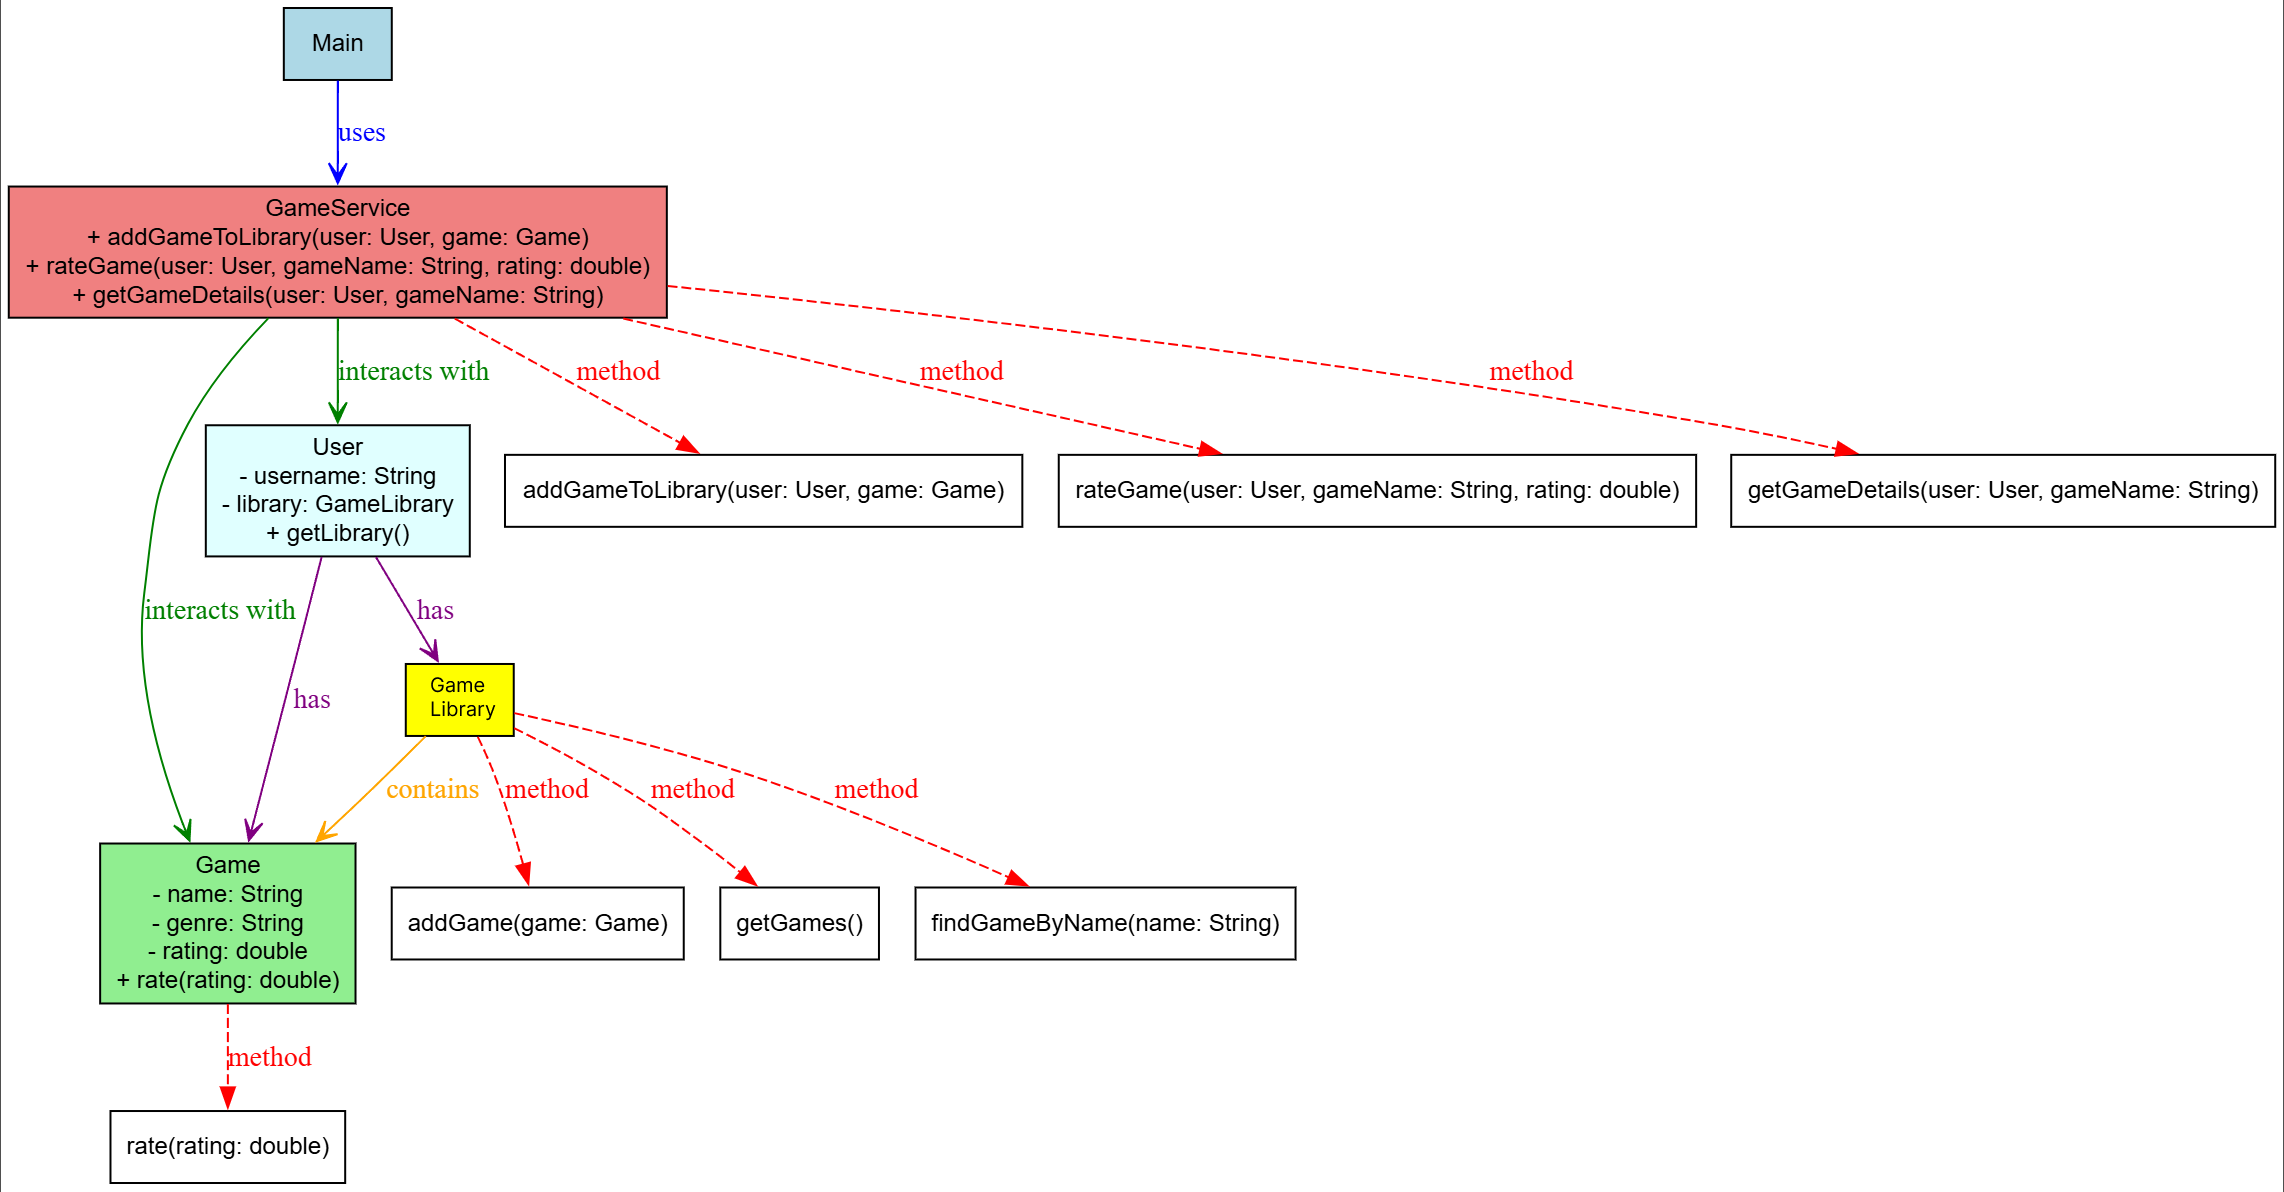 Main
uses
GameService
+ addGameToLibrary(user: User, game: Game)
+ rateGame(user: User, gameName: String, rating: double)
+ getGameDetails(user: User, gameName: String)
interacts with
method
method
method
User
- username: String
- library: GameLibrary
+ getLibrary()
addGameToLibrary(user: User, game: Game)
rateGame(user: User, gameName: String, rating: double)
getGameDetails(user: User, gameName: String)
interacts with
has
has
Game
Library
contains
method
method
method
Game
- name: String
- genre: String
- rating: double
+ rate(rating: double)
addGame(game: Game)
getGames()
findGameByName(name: String)
method
rate(rating: double)